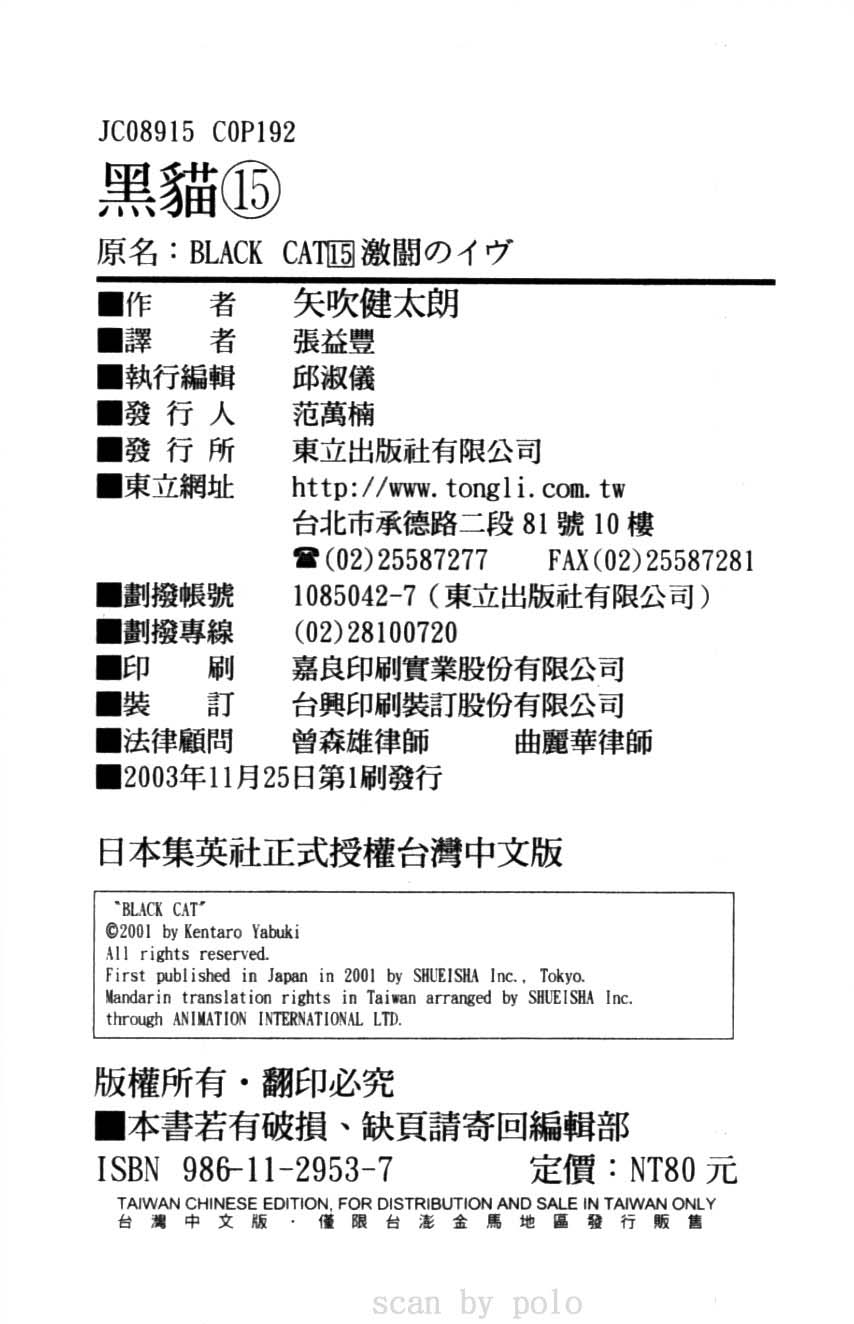 JC08915 C0P192
黑貓⑮
原名：BLACK CAT15激闘のイヴ
■作 者 矢吹健太朗
■譯 者 張益豐
■執行編輯 邱淑儀
■發行人 范萬楠
■發行所 東立出版社有限公司
■東立網址 http://www.tongli.com.tw
台北市承德路二段81號10樓
☎(02)25587277 FAX(02)25587281
■劃撥帳號 1085042-7（東立出版社有限公司）
■劃撥專線 (02)28100720
■印 刷 嘉良印刷實業股份有限公司
■裝 訂 台興印刷裝訂股份有限公司
■法律顧問 曾森雄律師 曲麗華律師
■2003年11月25日第1刷發行
日本集英社正式授權台灣中文版
"BLACK CAT"
©2001 by Kentaro Yabuki
All rights reserved.
First published in Japan in 2001 by SHUEISHA Inc., Tokyo.
Mandarin translation rights in Taiwan arranged by SHUEISHA Inc.
through ANIMATION INTERNATIONAL LTD.
版權所有・翻印必究
■本書若有破損、缺頁請寄回編輯部
ISBN 986-11-2953-7 定價：NT80元
TAIWAN CHINESE EDITION, FOR DISTRIBUTION AND SALE IN TAIWAN ONLY
台灣中文版・僅限台澎金馬地區發行販售
scan by polo